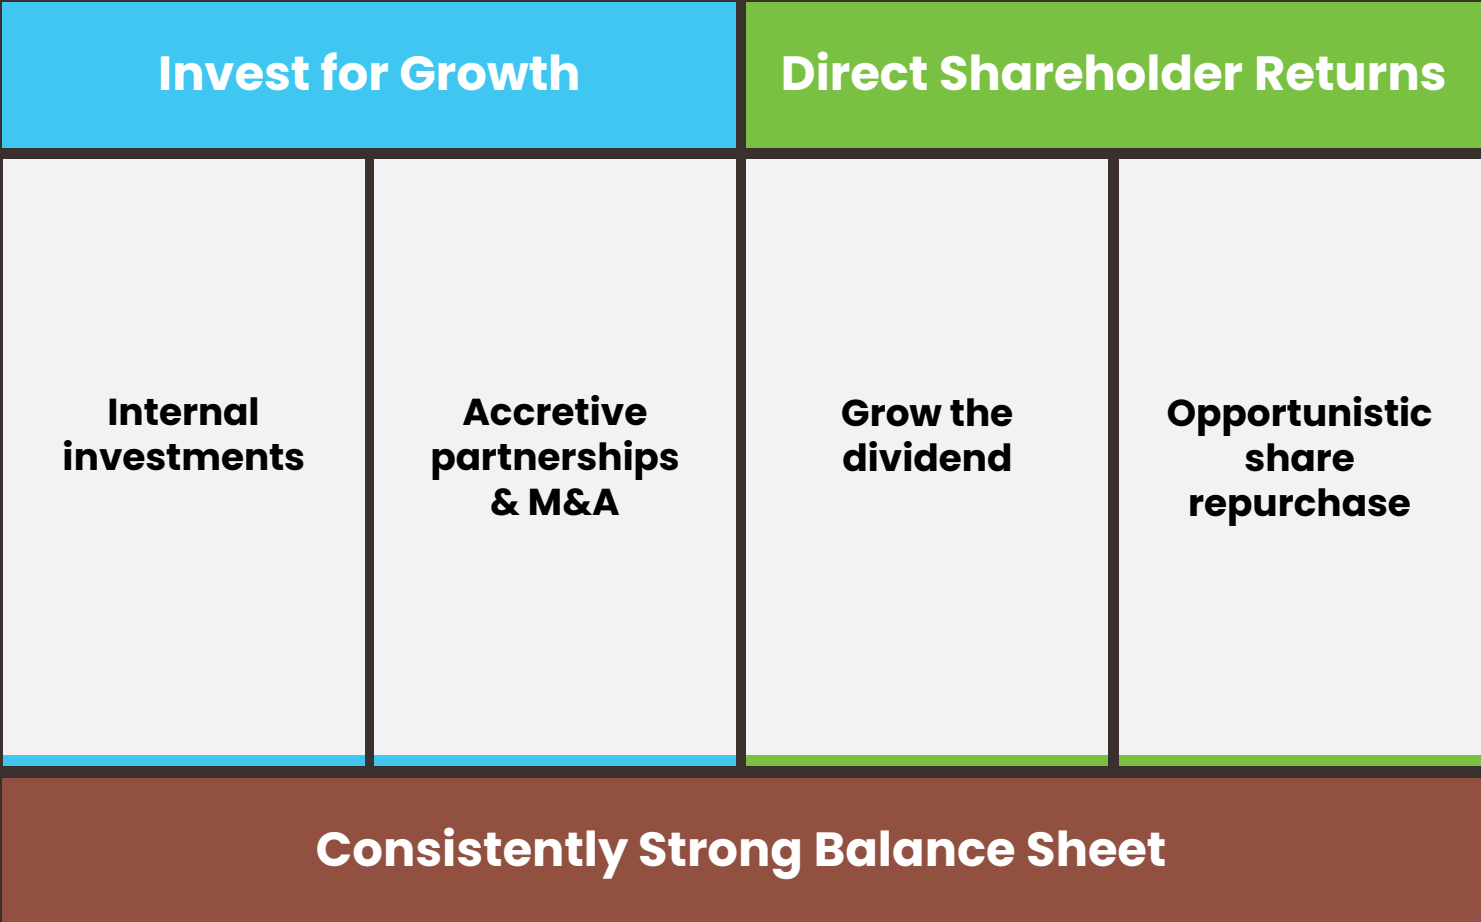 Invest for Growth
Direct Shareholder Returns
Internal
investments
Accretive
partnerships
& M&A
Grow the
dividend
Opportunistic
share
repurchase
Consistently Strong Balance Sheet